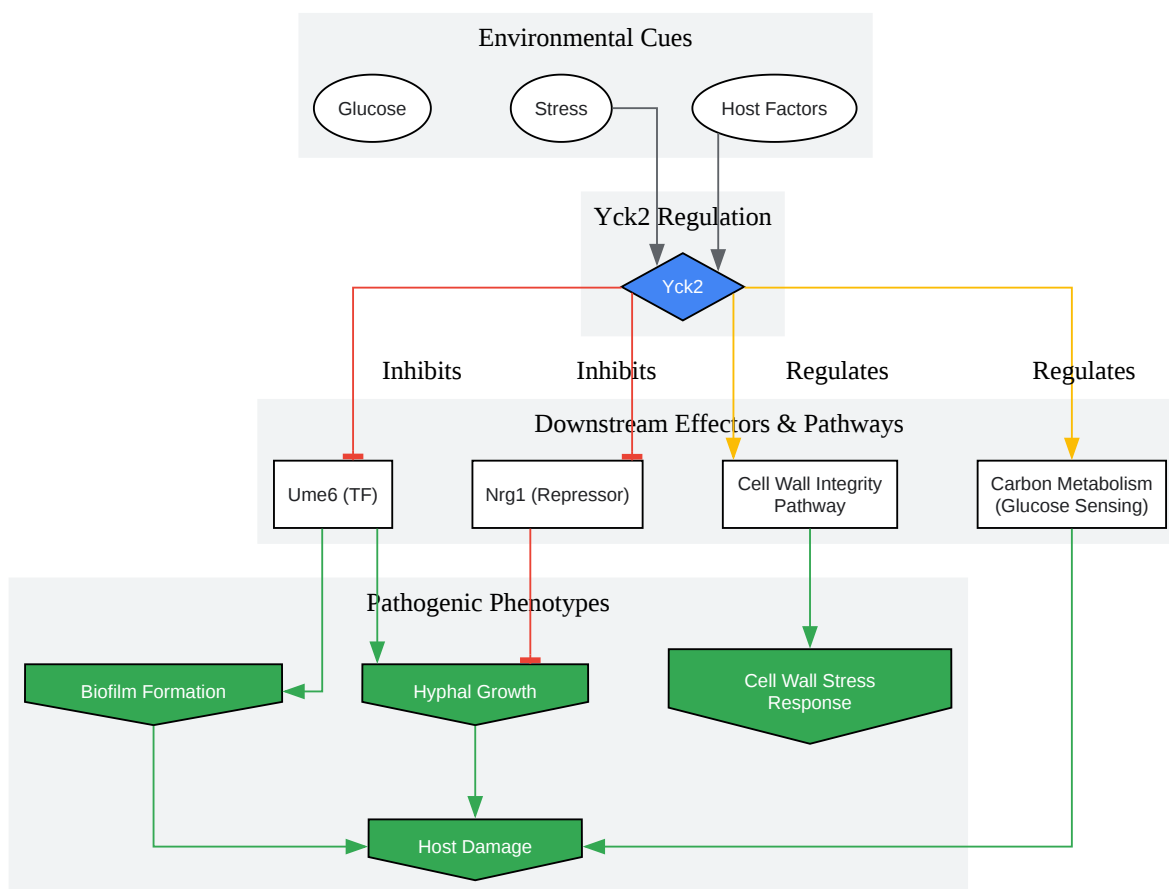 Environmental Cues
Glucose
Stress
Host Factors
Yck2 Regulation
Yck2
Inhibits
Inhibits
Regulates
Regulates
Downstream Effectors & Pathways
Ume6 (TF)
Nrg1 (Repressor)
Cell Wall Integrity
Pathway
Carbon Metabolism
(Glucose Sensing)
Pathogenic Phenotypes
Biofilm Formation
Hyphal Growth
Cell Wall Stress
Response
Host Damage